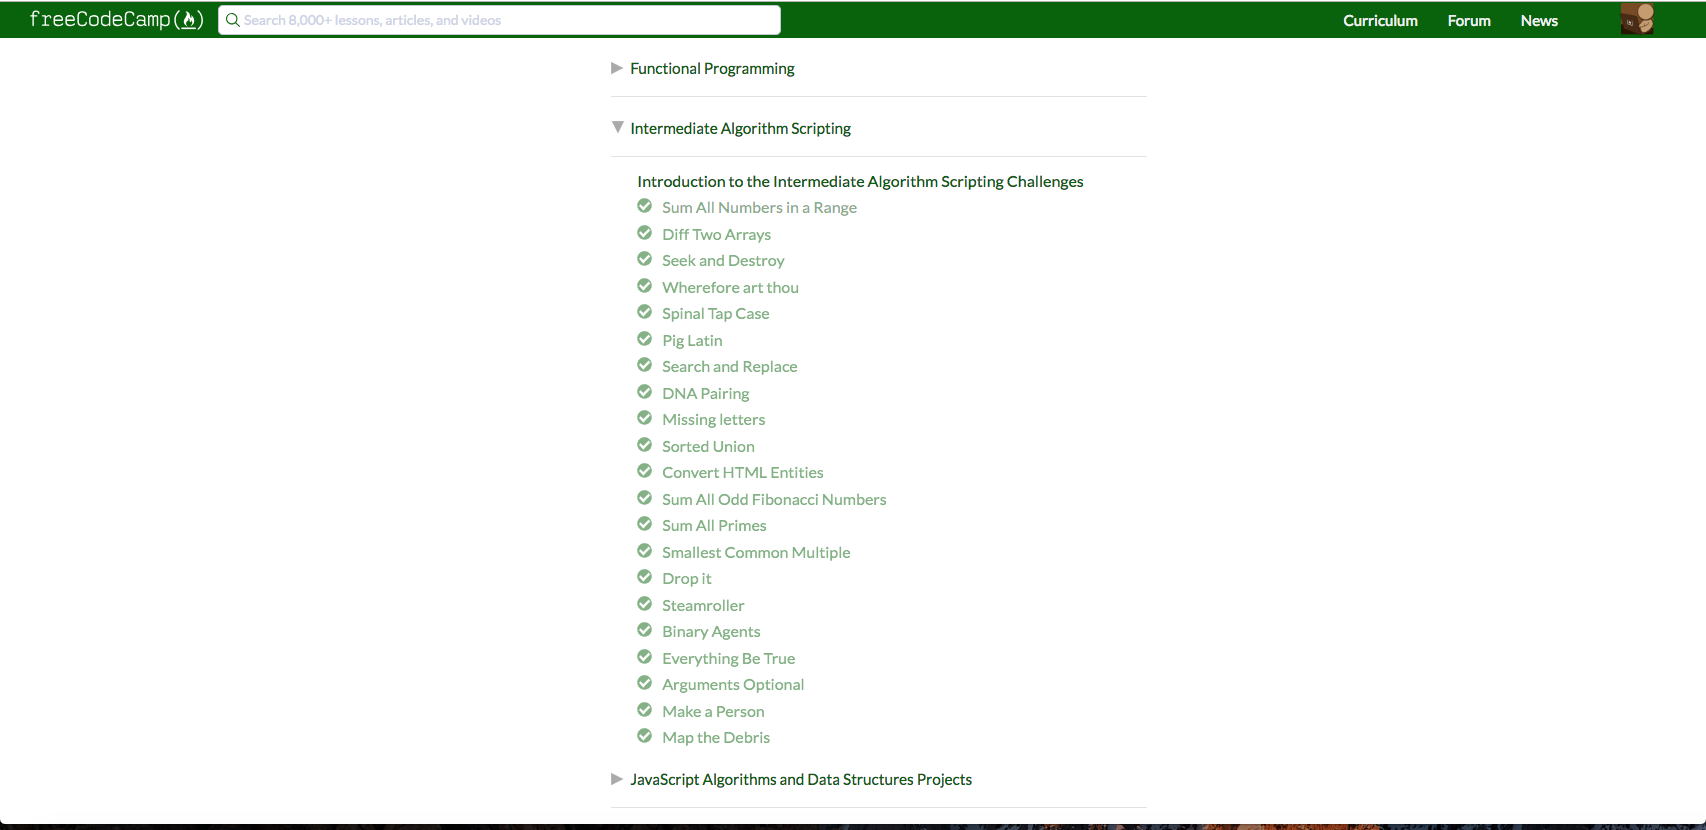 freeCodeCamp
Search 8,000+ lessons, articles, and videos
Curriculum Forum News
Functional Programming
Intermediate Algorithm Scripting
Introduction to the Intermediate Algorithm Scripting Challenges
Sum All Numbers in a Range
Diff Two Arrays
Seek and Destroy
Wherefore art thou
Spinal Tap Case
Pig Latin
Search and Replace
DNA Pairing
Missing letters
Sorted Union
Convert HTML Entities
Sum All Odd Fibonacci Numbers
Sum All Primes
Smallest Common Multiple
Drop it
Steamroller
Binary Agents
Everything Be True
Arguments Optional
Make a Person
Map the Debris
JavaScript Algorithms and Data Structures Projects